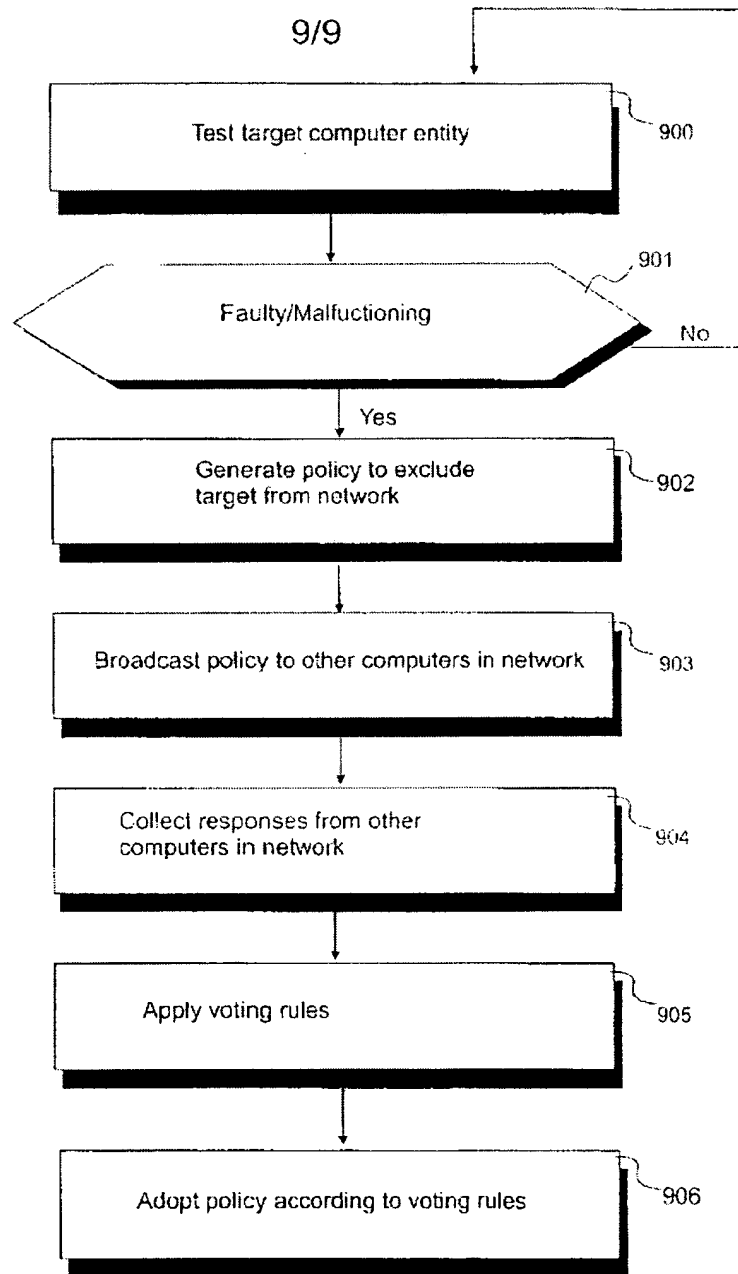 9/9
Test target computer entity
900
901
Faulty/Malfuctioning
No
Yes
Generate policy to exclude
target from network
902
Broadcast policy to other computers in network
903
Collect responses from other
computers in network
904
Apply voting rules
905
Adopt policy according to voting rules
906